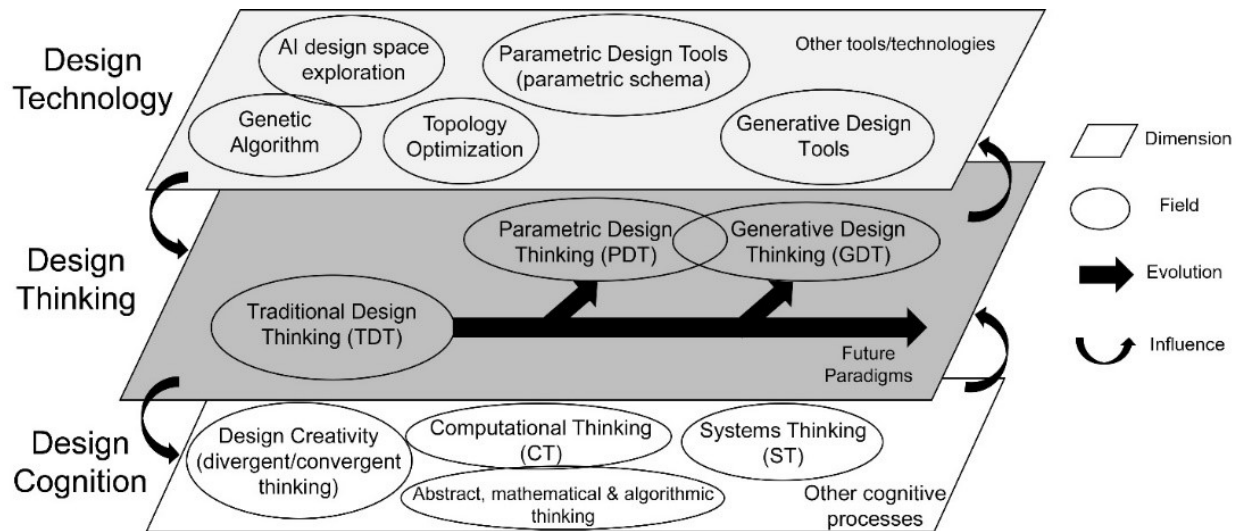 Design
Technology
AI design space
exploration
Parametric Design Tools
(parametric schema)
Other tools/technologies
Genetic
Algorithm
Topology
Optimization
Generative Design
Tools
Design
Thinking
Parametric Design
Thinking (PDT)
Generative Design
Thinking (GDT)
Traditional Design
Thinking (TDT)
Future
Paradigms
Design
Cognition
Design Creativity
(divergent/convergent
thinking)
Computational Thinking
(CT)
Systems Thinking
(ST)
Abstract, mathematical & algorithmic
thinking
Other cognitive
processes
Dimension
Field
Evolution
Influence